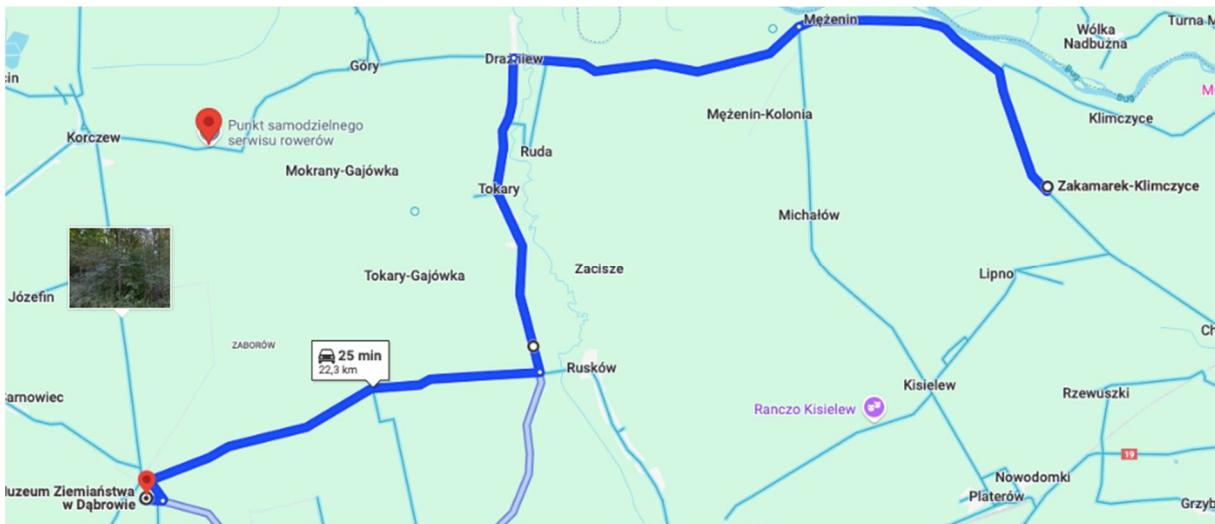 Mężenin
Turna M
Wólka
Nadbużna
Drażniew
Góry
cin
Bug
Bug
M
Klimczyce
Punkt samodzielnego
serwisu rowerów
Mężenin-Kolonia
Korczew
Ruda
Mokrany-Gajówka
Tokary
Zakamarek-Klimczyce
Michałów
Zacisze
Tokary-Gajówka
Lipno
Józefin
Ch
ZABORÓW
25 min
22,3 km
Rusków
Kisielew
Rzewuszki
Sarnowiec
Ranczo Kisielew
19
Nowodomki
Muzeum Ziemiaństwa
w Dąbrowie
Platerów
Grzyb